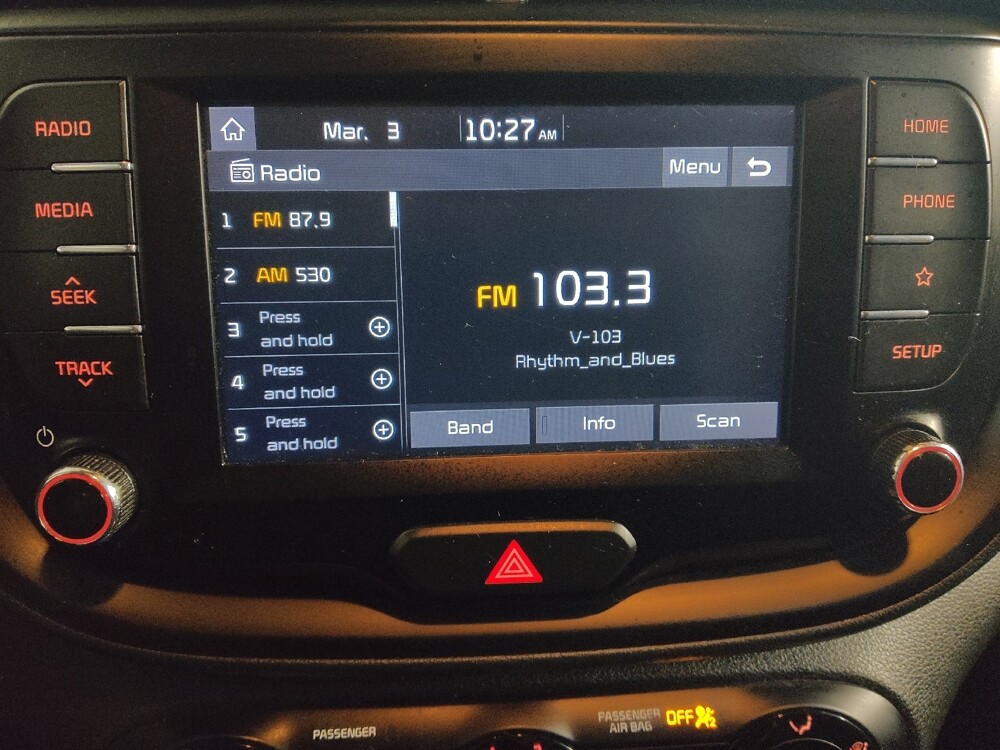 RADIO
MEDIA
SEEK
TRACK
Mar. 3 10:27 AM
Radio Menu
1 FM 87.9
2 AM 530
3 Press
and hold
4 Press
and hold
5 Press
and hold
FM 103.3
V-103
Rhythm_and_Blues
Band Info Scan
HOME
PHONE
SETUP
PASSENGER
PASSENGER
AIR BAG
OFF 2